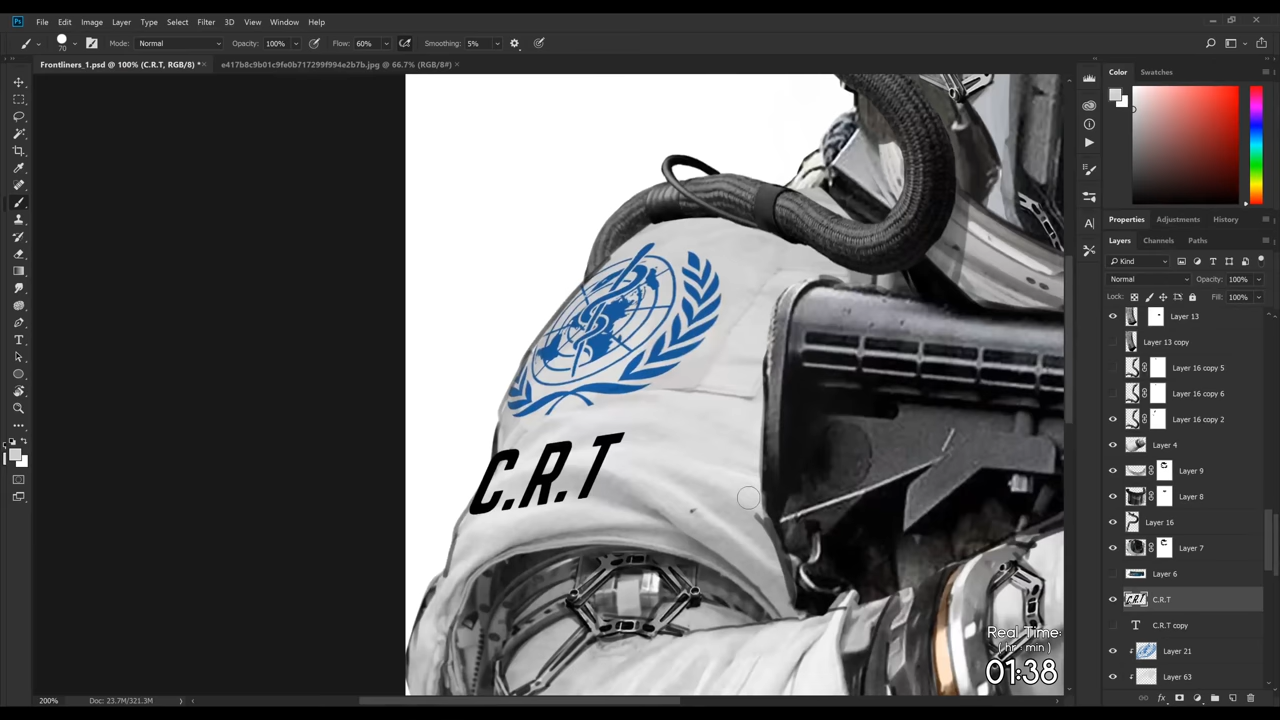 Ps File Edit Image Layer Type Select Filter 3D View Window Help
70 Mode: Normal Opacity: 100% Flow: 60% Smoothing: 5%
Frontliners_1.psd @ 100% (C.R.T, RGB/8) * × e417b8c9b01c9fe0b717299f994e2b7b.jpg @ 66.7% (RGB/8#) ×
Color Swatches
Properties Adjustments History
Layers Channels Paths
Kind
Normal Opacity: 100%
Lock: Fill: 100%
Layer 13
Layer 13 copy
Layer 16 copy 5
Layer 16 copy 6
Layer 16 copy 2
Layer 4
Layer 9
Layer 8
Layer 16
Layer 7
Layer 6
C.R.T
C.R.T copy
Layer 21
Layer 63
C.R.T
Real Time:
( hr : min )
01:38
200% Doc: 23.7M/321.3M